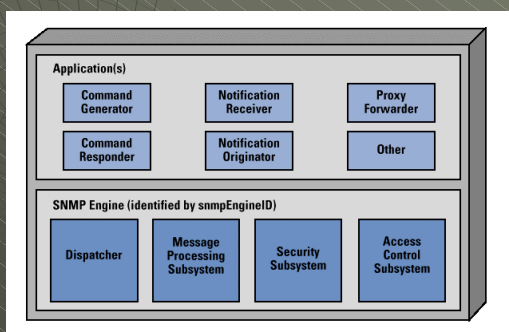 Application(s)
Command
Generator
Notification
Receiver
Proxy
Forwarder
Command
Responder
Notification
Originator
Other
SNMP Engine (identified by snmpEngineID)
Dispatcher
Message
Processing
Subsystem
Security
Subsystem
Access
Control
Subsystem